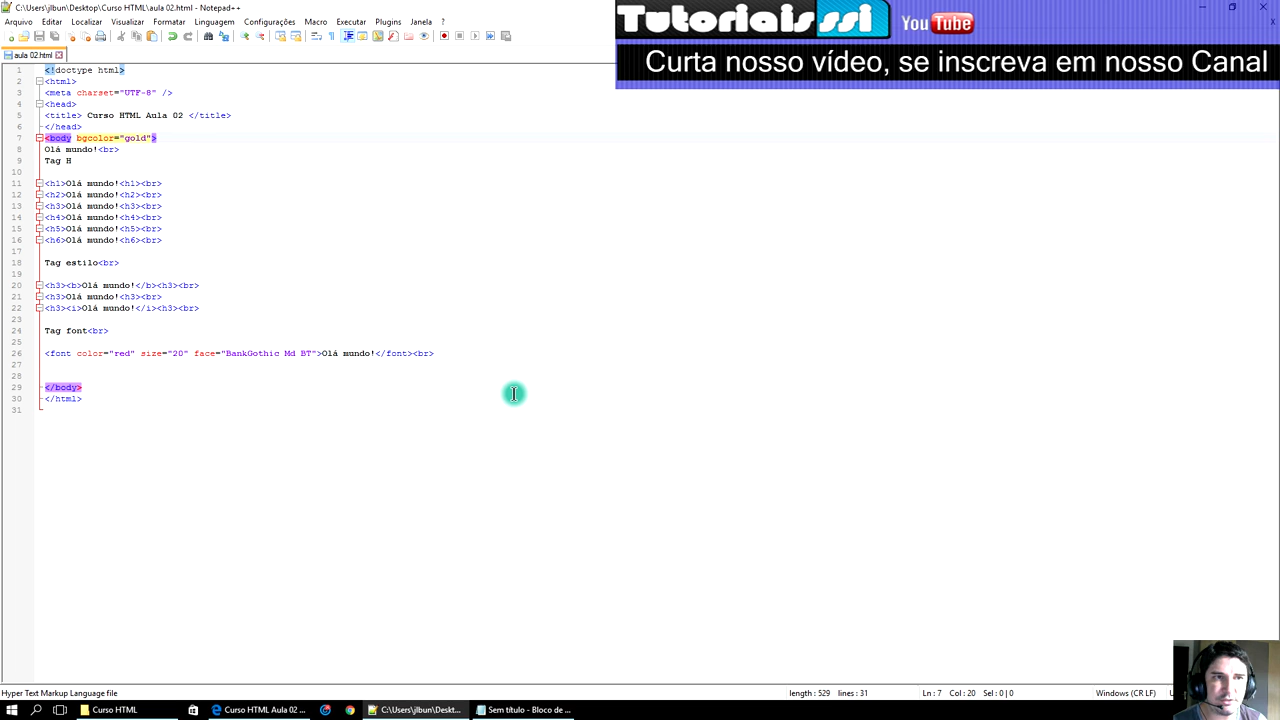 C:\Users\jlbun\Desktop\Curso HTML\aula 02.html - Notepad++
Arquivo Editar Localizar Visualizar Formatar Linguagem Configurações Macro Executar Plugins Janela ?
Tutoriaisssi YouTube
Curta nosso vídeo, se inscreva em nosso Canal
aula 02.html
1 <!doctype html>
2 <html>
3 <meta charset="UTF-8" />
4 <head>
5 <title> Curso HTML Aula 02 </title>
6 </head>
7 <body bgcolor="gold">
8 Olá mundo!<br>
9 Tag H
10
11 <h1>Olá mundo!<h1><br>
12 <h2>Olá mundo!<h2><br>
13 <h3>Olá mundo!<h3><br>
14 <h4>Olá mundo!<h4><br>
15 <h5>Olá mundo!<h5><br>
16 <h6>Olá mundo!<h6><br>
17
18 Tag estilo<br>
19
20 <h3><b>Olá mundo!</b><h3><br>
21 <h3>Olá mundo!<h3><br>
22 <h3><i>Olá mundo!</i><h3><br>
23
24 Tag font<br>
25
26 <font color="red" size="20" face="BankGothic Md BT">Olá mundo!</font><br>
27
28
29 </body>
30 </html>
31
Hyper Text Markup Language file length : 529 lines : 31 Ln : 7 Col : 20 Sel : 0 | 0 Windows (CR LF)
Curso HTML Curso HTML Aula 02 ... C:\Users\jlbun\Deskt... Sem título - Bloco de ...